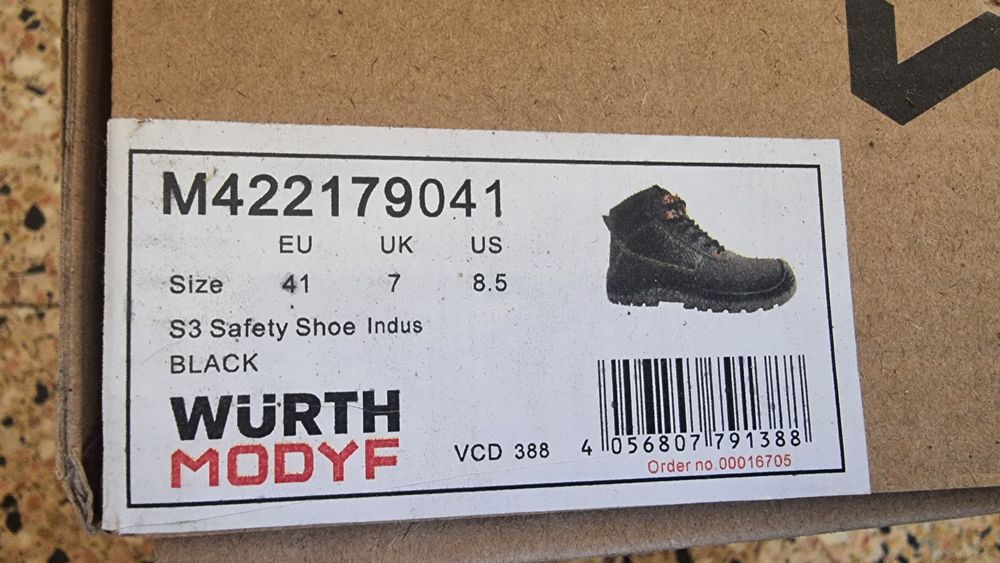 M422179041
EU UK US
Size 41 7 8.5
S3 Safety Shoe Indus
BLACK
WÜRTH
MODYF
VCD 388
4 056807 791388
Order no.00016705